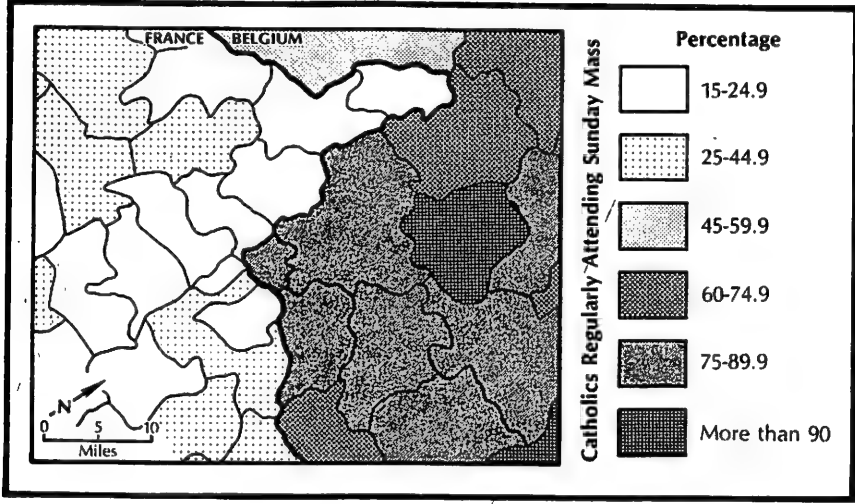 FRANCE BELGIUM
N
0 5 10
Miles
Catholics Regularly Attending Sunday Mass
Percentage
15-24.9
25-44.9
45-59.9
60-74.9
75-89.9
More than 90